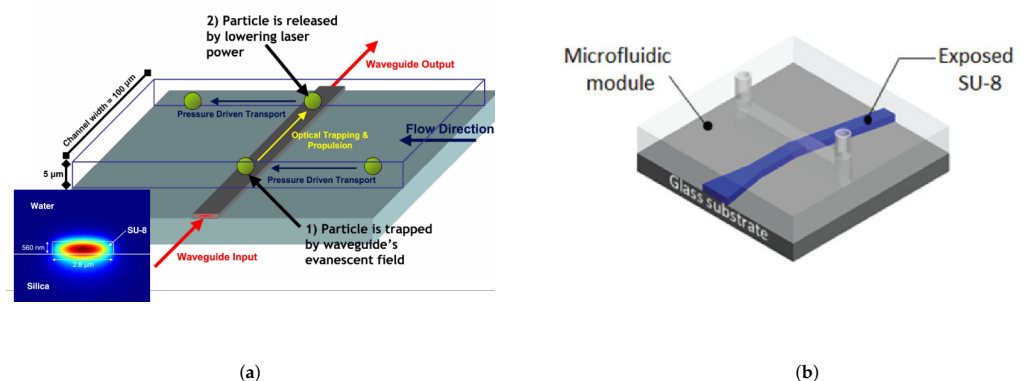 2) Particle is released
by lowering laser
power
Waveguide Output
Channel width = 100 µm
Pressure Driven Transport
Optical Trapping &
Propulsion
Flow Direction
5 µm
Pressure Driven Transport
Water
SU-8
560 nm
2.8 µm
Silica
1) Particle is trapped
by waveguide's
evanescent field
Waveguide Input
(a)
Microfluidic
module
Exposed
SU-8
Glass substrate
(b)